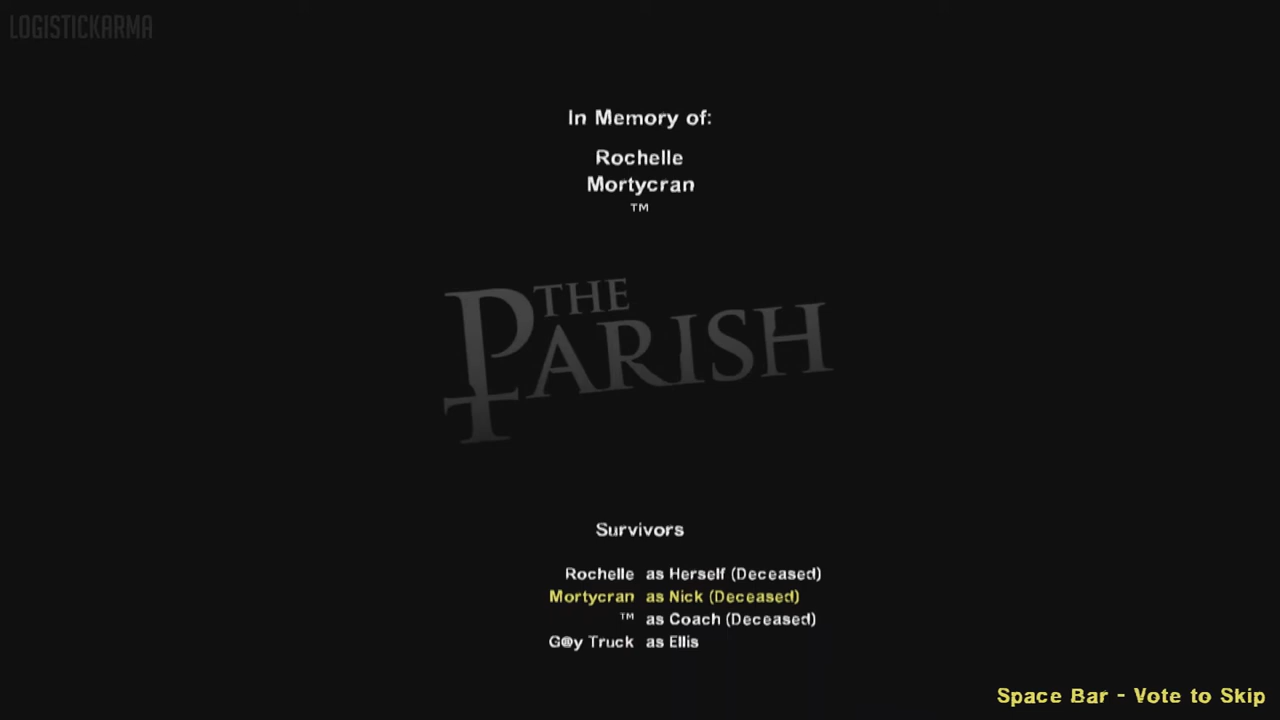 LOGISTICKARMA
In Memory of:
Rochelle
Mortycran
™
THE
PARISH
Survivors
Rochelle as Herself (Deceased)
Mortycran as Nick (Deceased)
™ as Coach (Deceased)
G@y Truck as Ellis
Space Bar - Vote to Skip